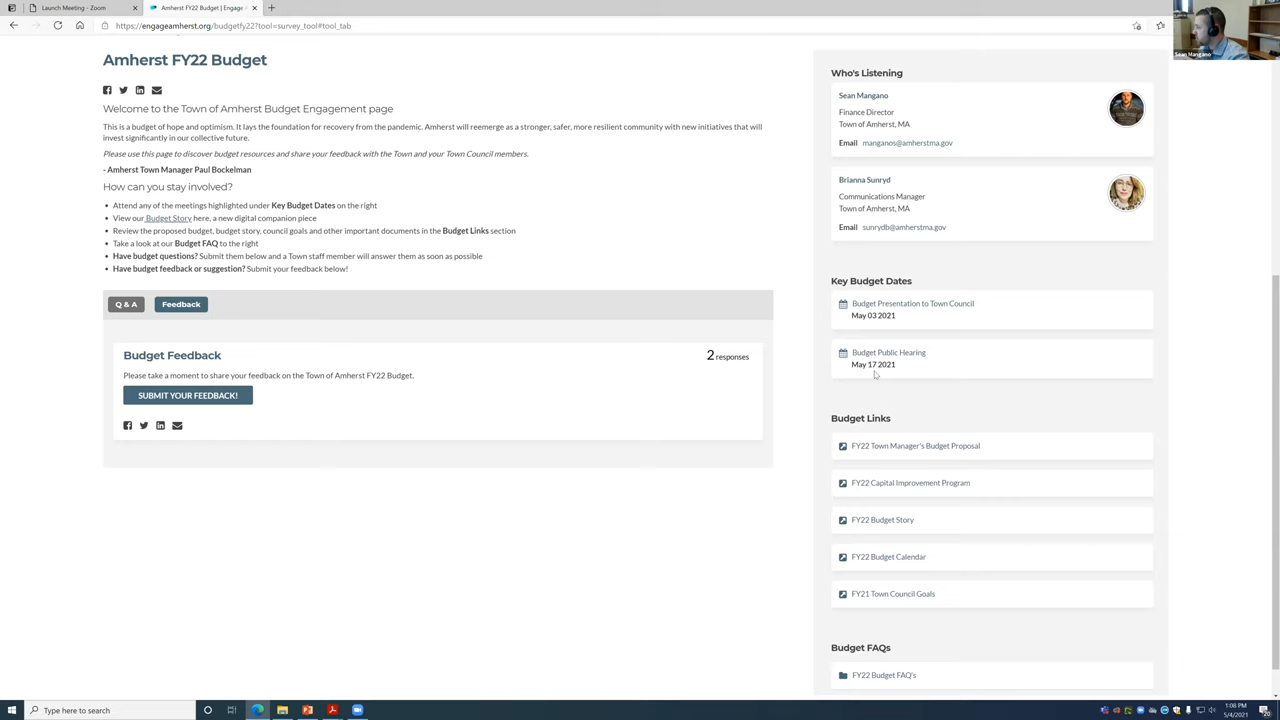 Launch Meeting - Zoom
Amherst FY22 Budget | Engage A
https://engageamherst.org/budgetfy22?tool=survey_tool#tool_tab
Sean Mangano
Amherst FY22 Budget
Welcome to the Town of Amherst Budget Engagement page
This is a budget of hope and optimism. It lays the foundation for recovery from the pandemic. Amherst will reemerge as a stronger, safer, more resilient community with new initiatives that will
invest significantly in our collective future.
Please use this page to discover budget resources and share your feedback with the Town and your Town Council members.
- Amherst Town Manager Paul Bockelman
How can you stay involved?
Attend any of the meetings highlighted under Key Budget Dates on the right
View our Budget Story here, a new digital companion piece
Review the proposed budget, budget story, council goals and other important documents in the Budget Links section
Take a look at our Budget FAQ to the right
Have budget questions? Submit them below and a Town staff member will answer them as soon as possible
Have budget feedback or suggestion? Submit your feedback below!
Q & A
Feedback
Budget Feedback
2 responses
Please take a moment to share your feedback on the Town of Amherst FY22 Budget.
SUBMIT YOUR FEEDBACK!
Who's Listening
Sean Mangano
Finance Director
Town of Amherst, MA
Email manganos@amherstma.gov
Brianna Sunryd
Communications Manager
Town of Amherst, MA
Email sunrydb@amherstma.gov
Key Budget Dates
Budget Presentation to Town Council
May 03 2021
Budget Public Hearing
May 17 2021
Budget Links
FY22 Town Manager's Budget Proposal
FY22 Capital Improvement Program
FY22 Budget Story
FY22 Budget Calendar
FY21 Town Council Goals
Budget FAQs
FY22 Budget FAQ's
Type here to search
1:08 PM
5/4/2021
20